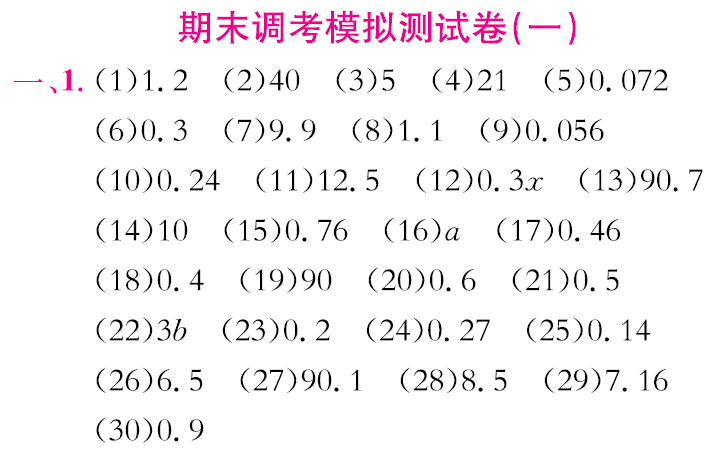 期末调考模拟测试卷(一)
一、1. (1)1.2 (2)40 (3)5 (4)21 (5)0.072
(6)0.3 (7)9.9 (8)1.1 (9)0.056
(10)0.24 (11)12.5 (12)0.3x (13)90.7
(14)10 (15)0.76 (16)a (17)0.46
(18)0.4 (19)90 (20)0.6 (21)0.5
(22)3b (23)0.2 (24)0.27 (25)0.14
(26)6.5 (27)90.1 (28)8.5 (29)7.16
(30)0.9